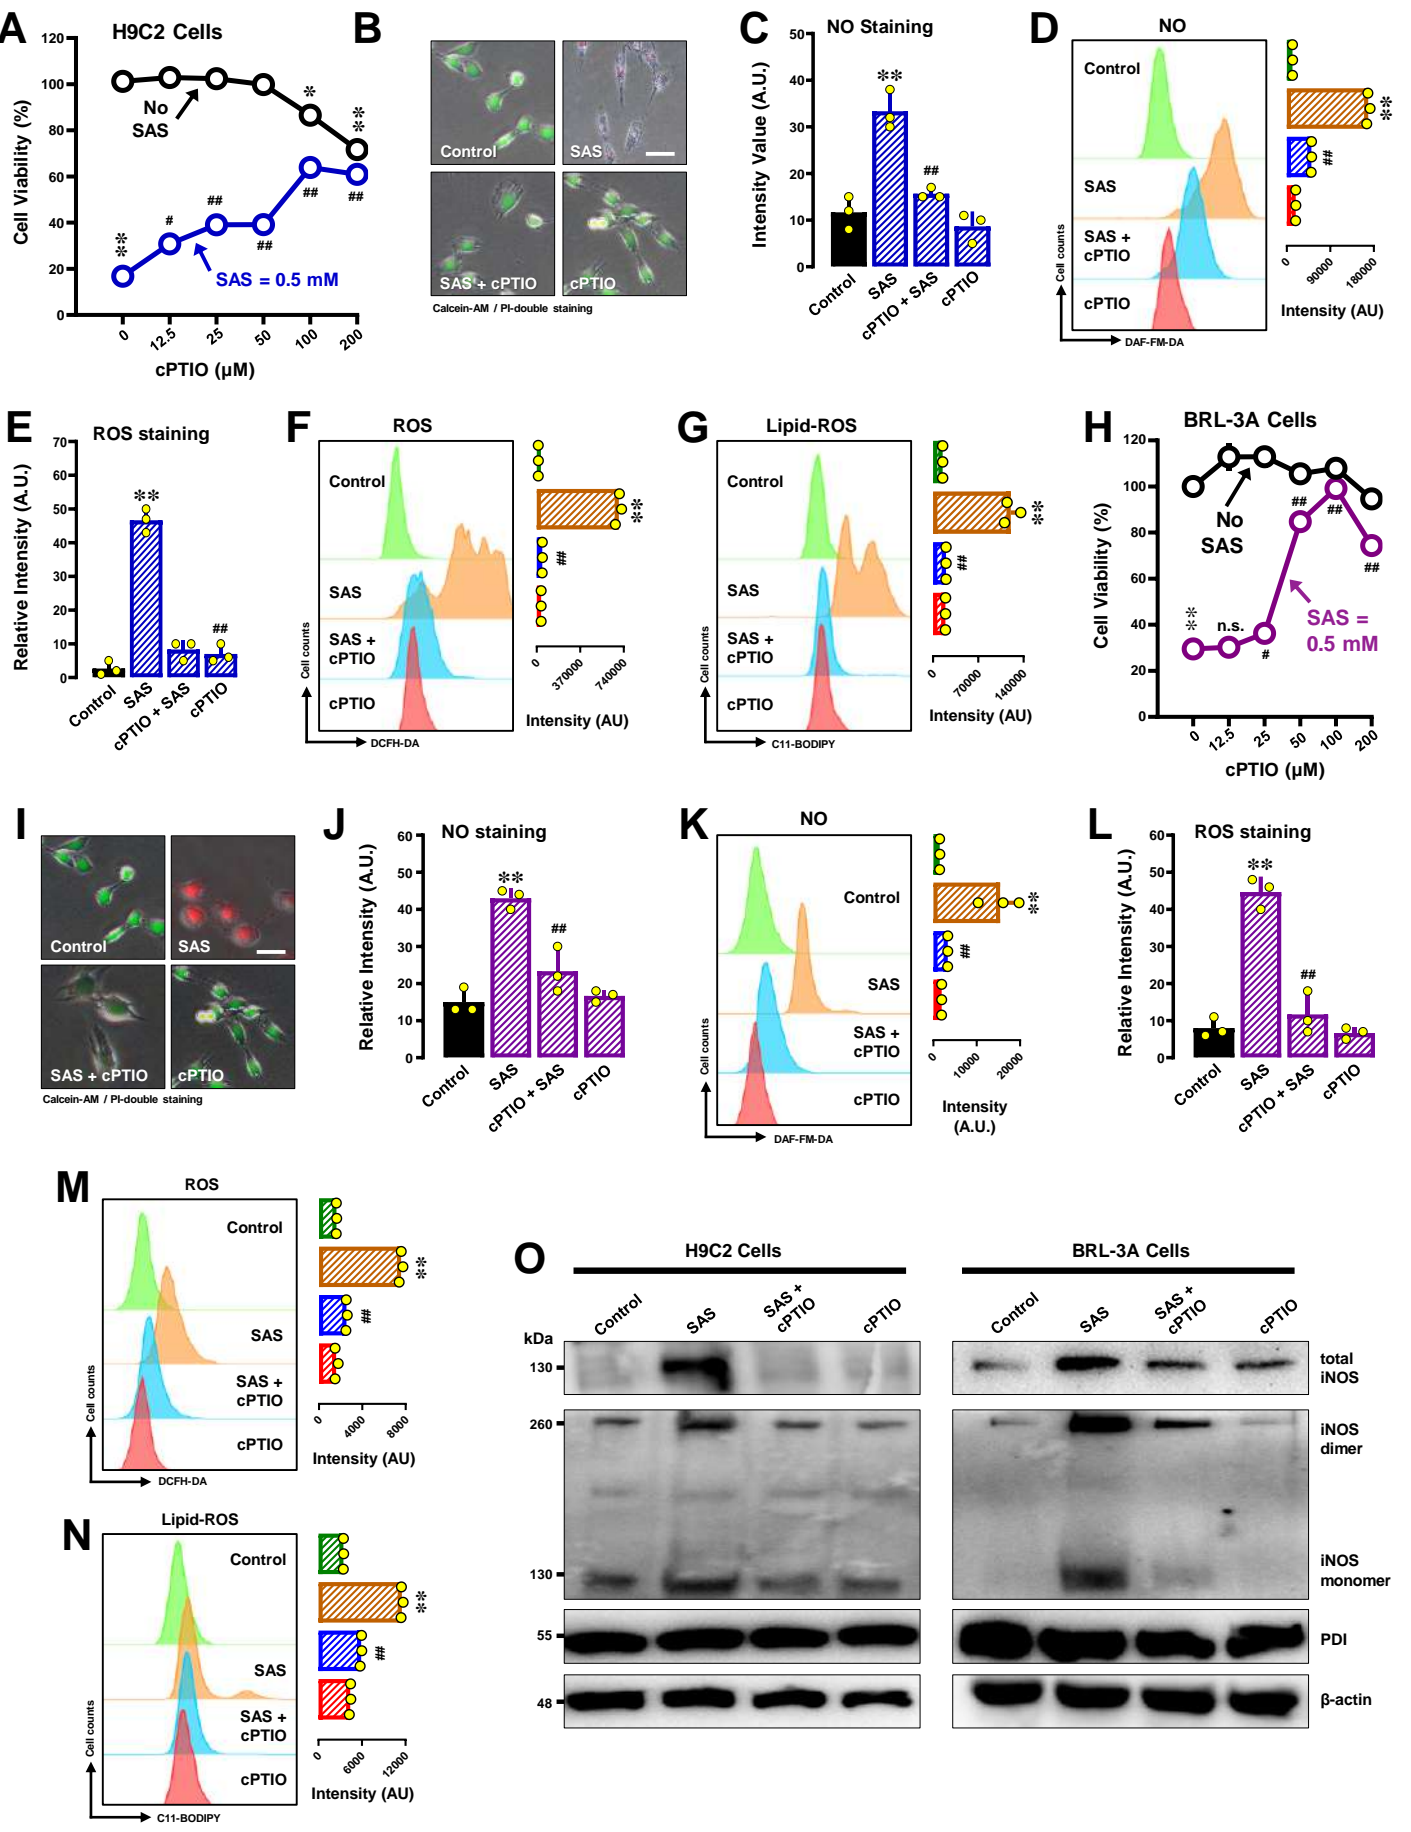 A
H9C2 Cells
Cell Viability (%)
120
100
80
60
40
20
0
No
SAS
*
**
**
#
##
##
##
##
SAS = 0.5 mM
0
12.5
25
50
100
200
cPTIO (µM)
B
Control
SAS
SAS + cPTIO
cPTIO
Calcein-AM / PI-double staining
C
NO Staining
Intensity Value (A.U.)
50
40
30
20
10
0
**
##
Control
SAS
cPTIO + SAS
cPTIO
D
NO
Control
SAS
SAS +
cPTIO
cPTIO
Cell counts
DAF-FM-DA
**
##
0
90000
180000
Intensity (AU)
E
ROS staining
Relative Intensity (A.U.)
70
60
50
40
30
20
10
0
**
##
Control
SAS
cPTIO + SAS
cPTIO
F
ROS
Control
SAS
SAS +
cPTIO
cPTIO
Cell counts
DCFH-DA
**
##
0
370000
740000
Intensity (AU)
G
Lipid-ROS
Control
SAS
SAS +
cPTIO
cPTIO
Cell counts
C11-BODIPY
**
##
0
70000
140000
Intensity (AU)
H
BRL-3A Cells
Cell Viability (%)
120
100
80
60
40
20
0
No
SAS
**
n.s.
#
##
##
##
SAS =
0.5 mM
0
12.5
25
50
100
200
cPTIO (µM)
I
Control
SAS
SAS + cPTIO
cPTIO
Calcein-AM / PI-double staining
J
NO staining
Relative Intensity (A.U.)
60
50
40
30
20
10
0
**
##
Control
SAS
cPTIO + SAS
cPTIO
K
NO
Control
SAS
SAS +
cPTIO
cPTIO
Cell counts
DAF-FM-DA
**
##
0
10000
20000
Intensity
(A.U.)
L
ROS staining
Relative Intensity (A.U.)
60
50
40
30
20
10
0
**
##
Control
SAS
cPTIO + SAS
cPTIO
M
ROS
Control
SAS
SAS +
cPTIO
cPTIO
Cell counts
DCFH-DA
**
##
0
4000
8000
Intensity (AU)
N
Lipid-ROS
Control
SAS
SAS +
cPTIO
cPTIO
Cell counts
C11-BODIPY
**
##
0
6000
12000
Intensity (AU)
O
H9C2 Cells
BRL-3A Cells
Control
SAS
SAS +
cPTIO
cPTIO
Control
SAS
SAS +
cPTIO
cPTIO
kDa
130
total
iNOS
260
iNOS
dimer
130
iNOS
monomer
55
PDI
48
β-actin